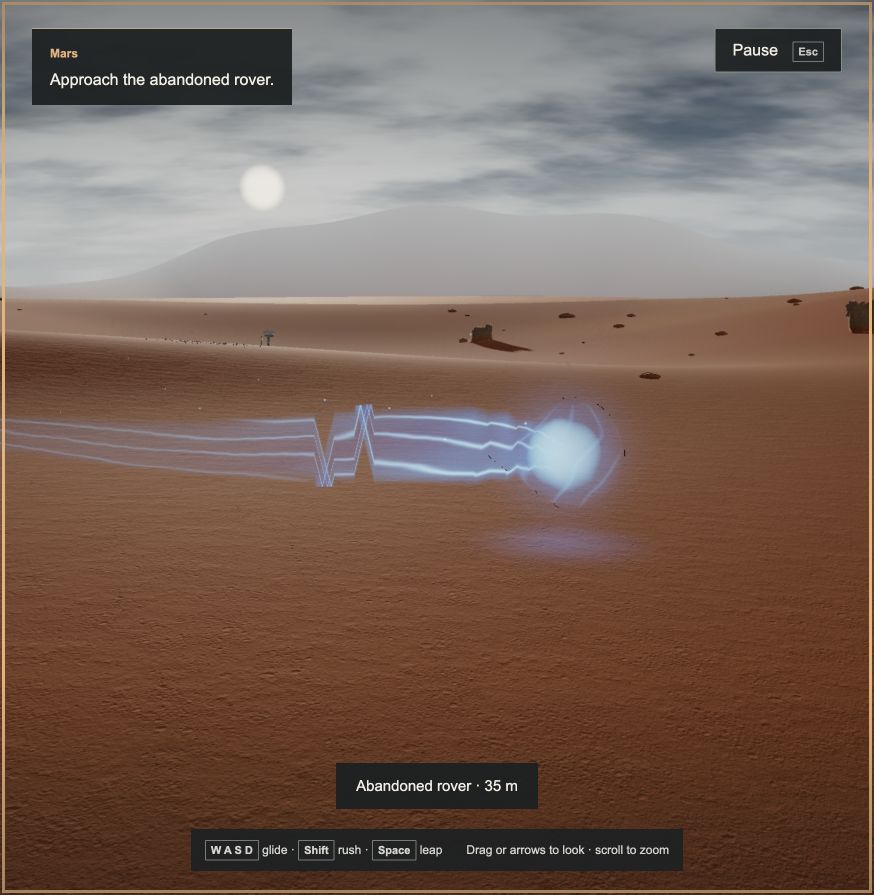 Mars
Approach the abandoned rover.
Pause Esc
Abandoned rover · 35 m
W A S D glide · Shift rush · Space leap Drag or arrows to look · scroll to zoom